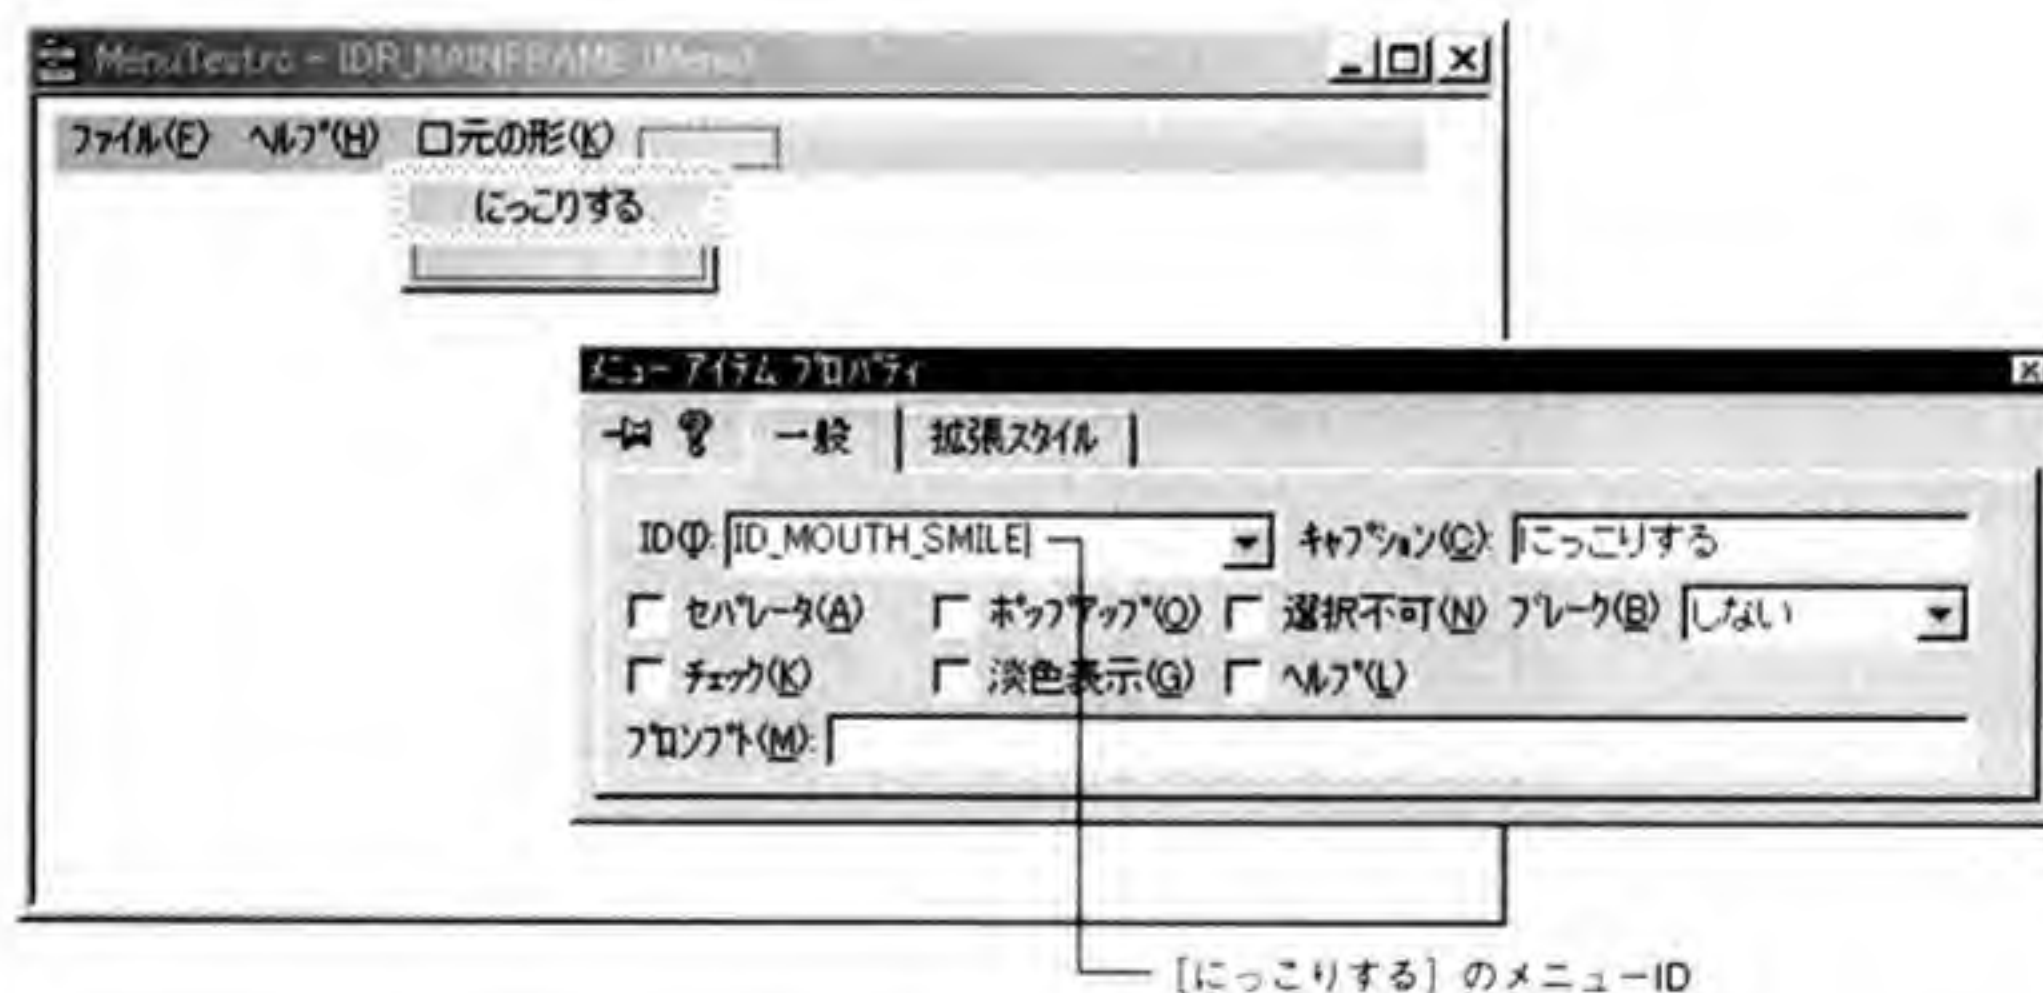 MenuTest.rc - IDR_MAINFRAME (Menu)
ファイル(F) ヘルプ(H) 口元の形(K)
にっこりする
メニュー アイテム プロパティ
一般 拡張スタイル
ID(I): ID_MOUTH_SMILE キャプション(C): にっこりする
セパレータ(A) ポップアップ(O) 選択不可(N) ブレーク(B) しない
チェック(K) 淡色表示(G) ヘルプ(L)
プロンプト(M):
[にっこりする] のメニューID